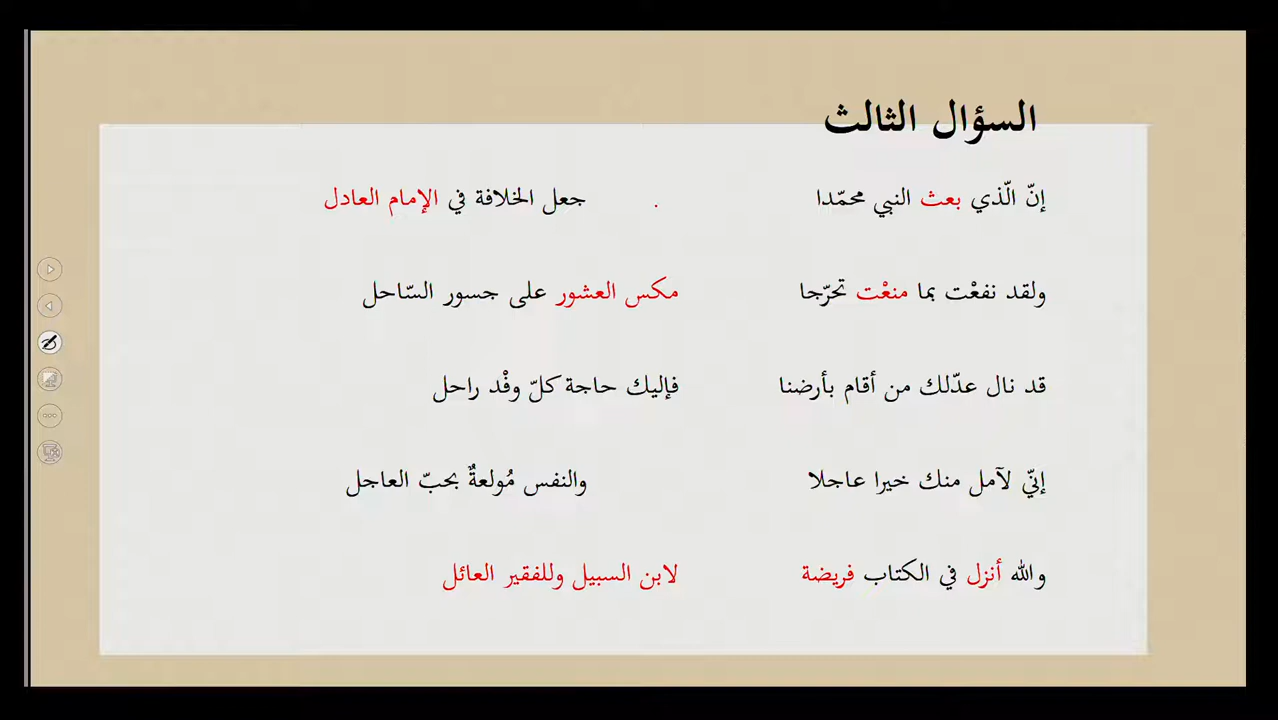 السؤال الثالث
إنّ الّذي بعث النبي محمّدا . جعل الخلافة في الإمام العادل
ولقد نفعْت بما منعْت تحرّجا مكس العشور على جسور السّاحل
قد نال عدّلك من أقام بأرضنا فإليك حاجة كلّ وفْد راحل
إنيّ لآمل منك خيرا عاجلا والنفس مُولعةٌ بحبّ العاجل
والله أنزل في الكتاب فريضة لابن السبيل وللفقير العائل